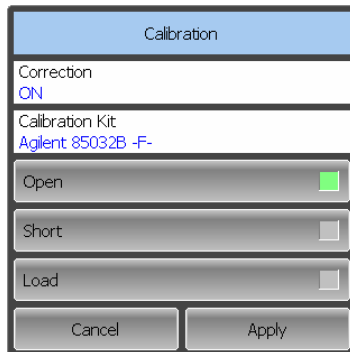 Calibration
Correction
ON
Calibration Kit
Agilent 85032B -F-
Open
Short
Load
Cancel
Apply